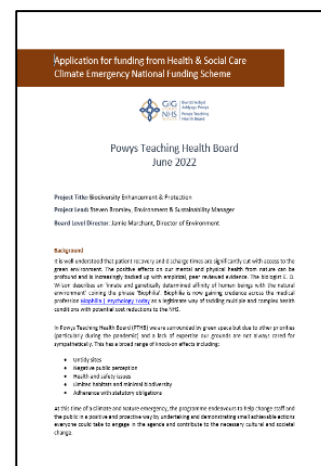 Application for funding from Health & Social Care
Climate Emergency National Funding Scheme
GIG
NHS
Bwrdd Iechyd
Addysgu Powys
Powys Teaching
Health Board
Powys Teaching Health Board
June 2022
Project Title: Biodiversity Enhancement & Protection
Project Lead: Steven Bromley, Environment & Sustainability Manager
Board Level Director: Jamie Marchant, Director of Environment
Background
It is well understood that patient recovery and discharge times are significantly cut with access to the
green environment. The positive effects on our mental and physical health from nature can be
profound and is increasingly backed up with empirical, peer reviewed evidence. The biologist E. O.
Wilson describes an 'innate and genetically determined affinity of human beings with the natural
environment' coining the phrase 'Biophilia'. Biophilia is now gaining credence across the medical
profession Biophilia | Psychology Today as a legitimate way of tackling multiple and complex health
conditions with potential cost reductions to the NHS.
In Powys Teaching Health Board (PTHB) we are surrounded by green space but due to other priorities
(particularly during the pandemic) and a lack of expertise our grounds are not always cared for
sympathetically. This has a broad range of knock-on effects including:
• Untidy sites
• Negative public perception
• Health and safety issues
• Limited habitats and minimal biodiversity
• Adherence with statutory obligations
At this time of a climate and nature emergency, the programme endeavours to help change staff and
the public in a positive and proactive way by undertaking and demonstrating small achievable actions
everyone could take to engage in the agenda and contribute to the necessary cultural and societal
change.